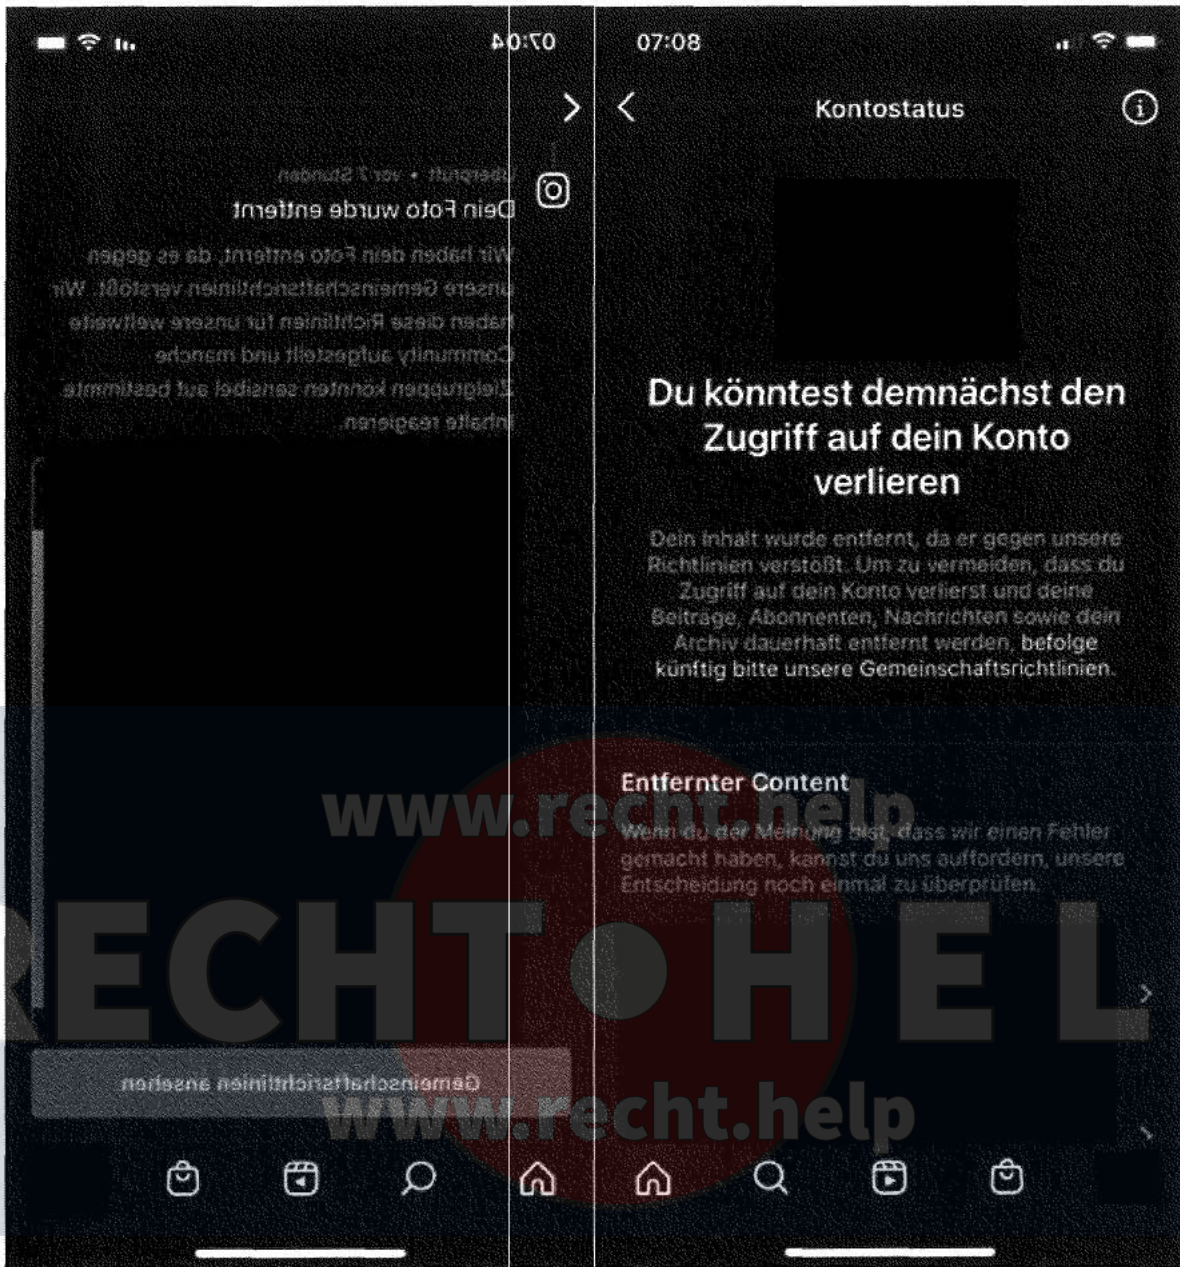 07:04
Überprüft • vor Stunden
Dein Foto wurde entfernt
Wir haben dein Foto entfernt, da es gegen
unsere Gemeinschaftsrichtlinien verstößt. Wir
haben diese Richtlinien für unsere weltweite
Community aufgestellt und manche
Zielgruppen könnten sensibel auf bestimmte
Inhalte reagieren.
Gemeinschaftsrichtlinien ansehen
07:08
Kontostatus
Du könntest demnächst den
Zugriff auf dein Konto
verlieren
Dein Inhalt wurde entfernt, da er gegen unsere
Richtlinien verstößt. Um zu vermeiden, dass du
Zugriff auf dein Konto verlierst und deine
Beiträge, Abonnenten, Nachrichten sowie dein
Archiv dauerhaft entfernt werden, befolge
künftig bitte unsere Gemeinschaftsrichtlinien.
Entfernter Content
Wenn du der Meinung bist, dass wir einen Fehler
gemacht haben, kannst du uns auffordern, unsere
Entscheidung noch einmal zu überprüfen.
www.recht.help
RECHT●HEL
www.recht.help